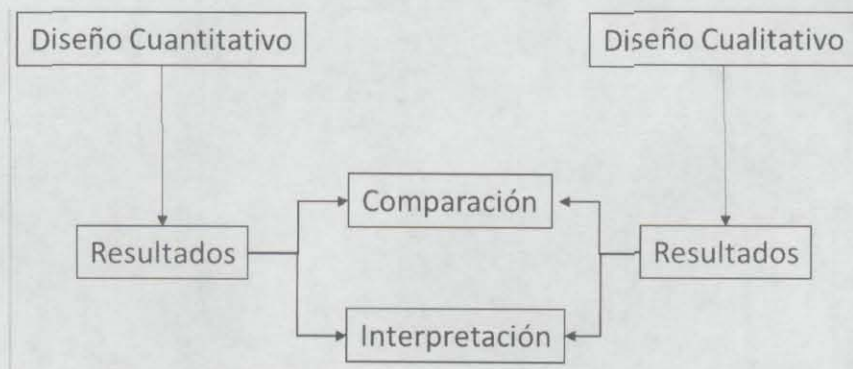 Diseño Cuantitativo
Diseño Cualitativo
Comparación
Resultados
Resultados
Interpretación